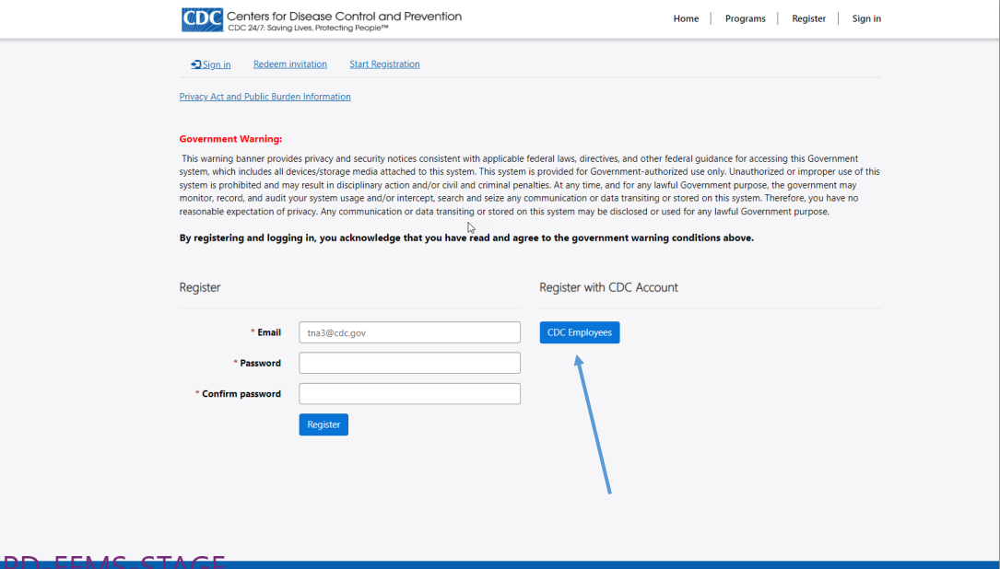 CDC Centers for Disease Control and Prevention
CDC 24/7: Saving Lives, Protecting People™
Home Programs Register Sign in
Sign in Redeem invitation Start Registration
Privacy Act and Public Burden Information
Government Warning:
This warning banner provides privacy and security notices consistent with applicable federal laws, directives, and other federal guidance for accessing this Government
system, which includes all devices/storage media attached to this system. This system is provided for Government-authorized use only. Unauthorized or improper use of this
system is prohibited and may result in disciplinary action and/or civil and criminal penalties. At any time, and for any lawful Government purpose, the government may
monitor, record, and audit your system usage and/or intercept, search and seize any communication or data transiting or stored on this system. Therefore, you have no
reasonable expectation of privacy. Any communication or data transiting or stored on this system may be disclosed or used for any lawful Government purpose.
By registering and logging in, you acknowledge that you have read and agree to the government warning conditions above.
Register
Register with CDC Account
* Email tna3@cdc.gov
CDC Employees
* Password
* Confirm password
Register
STAGE